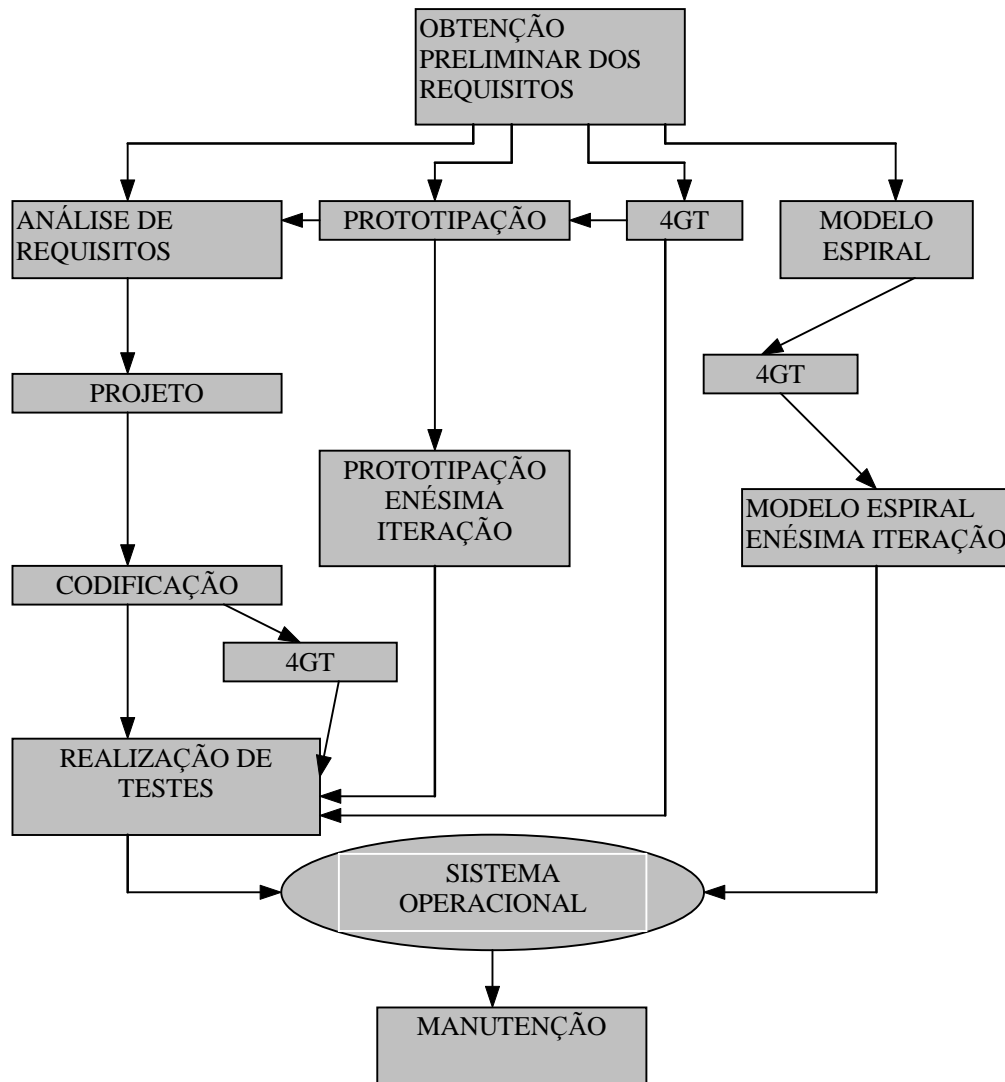 OBTENÇÃO
PRELIMINAR DOS
REQUISITOS
ANÁLISE DE
REQUISITOS
PROTOTIPAÇÃO
4GT
MODELO
ESPIRAL
4GT
PROJETO
PROTOTIPAÇÃO
ENÉSIMA
ITERAÇÃO
MODELO ESPIRAL
ENÉSIMA ITERAÇÃO
CODIFICAÇÃO
4GT
REALIZAÇÃO DE
TESTES
SISTEMA
OPERACIONAL
MANUTENÇÃO